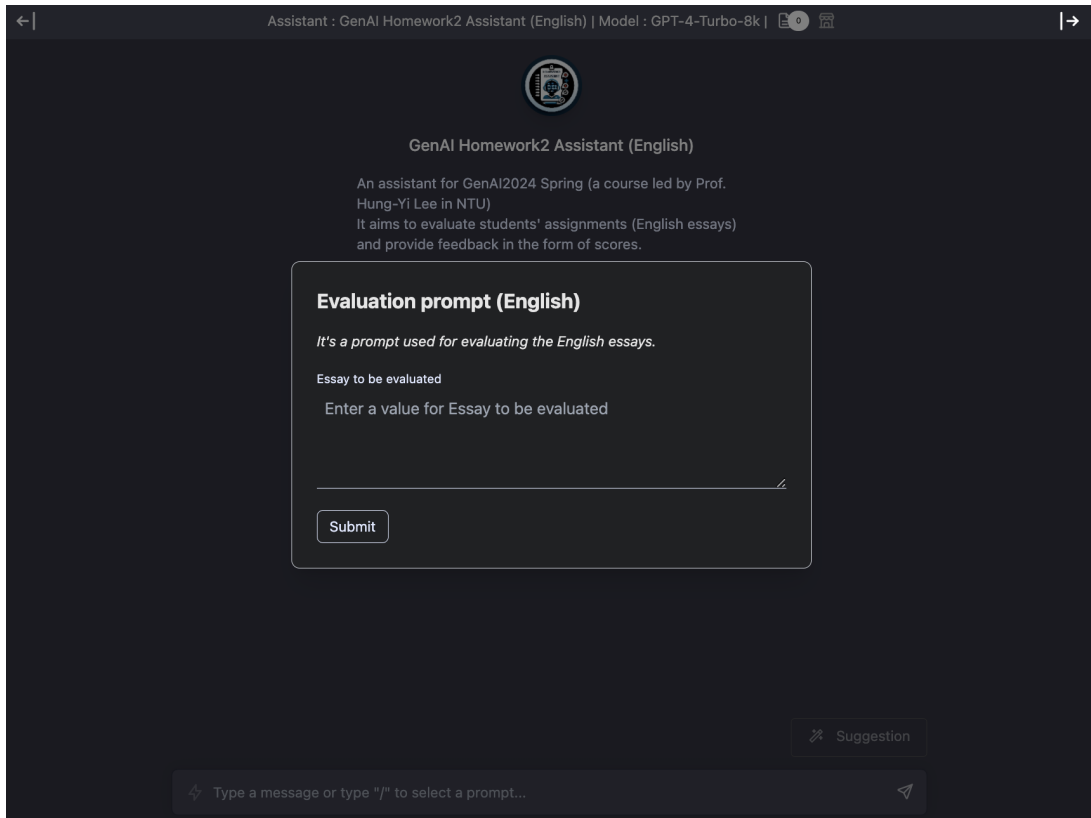 Assistant : GenAI Homework2 Assistant (English) | Model : GPT-4-Turbo-8k | 0
GenAI Homework2 Assistant (English)
An assistant for GenAI2024 Spring (a course led by Prof.
Hung-Yi Lee in NTU)
It aims to evaluate students' assignments (English essays)
and provide feedback in the form of scores.
Evaluation prompt (English)
It's a prompt used for evaluating the English essays.
Essay to be evaluated
Enter a value for Essay to be evaluated
Submit
Suggestion
Type a message or type "/" to select a prompt...